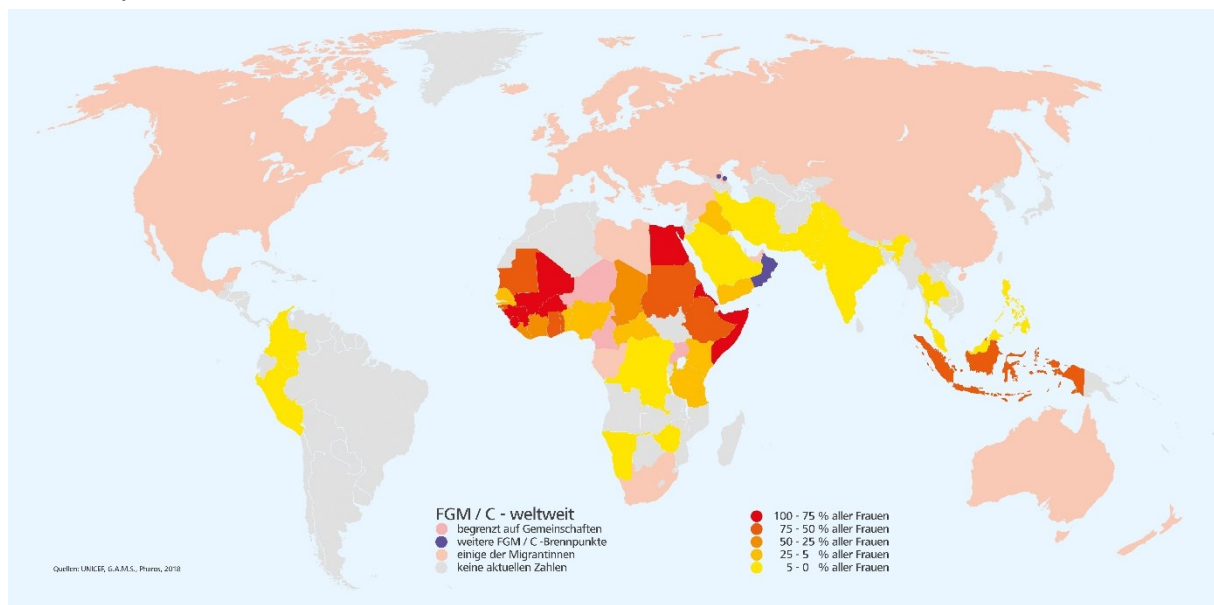 FGM / C - weltweit
begrenzt auf Gemeinschaften
weitere FGM / C -Brennpunkte
einige der Migrantinnen
keine aktuellen Zahlen
100 - 75 % aller Frauen
75 - 50 % aller Frauen
50 - 25 % aller Frauen
25 - 5 % aller Frauen
5 - 0 % aller Frauen
Quellen: UNICEF, G.A.M.S., Pharos, 2018